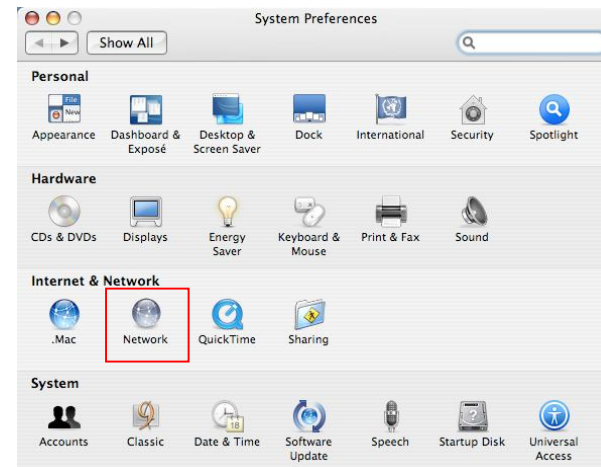 System Preferences
Show All
Personal
File
New
Appearance
Dashboard &
Exposé
Desktop &
Screen Saver
Dock
International
Security
Spotlight
Hardware
CDs & DVDs
Displays
Energy
Saver
Keyboard &
Mouse
Print & Fax
Sound
Internet & Network
.Mac
Network
QuickTime
Sharing
System
18
?
Accounts
Classic
Date & Time
Software
Update
Speech
Startup Disk
Universal
Access